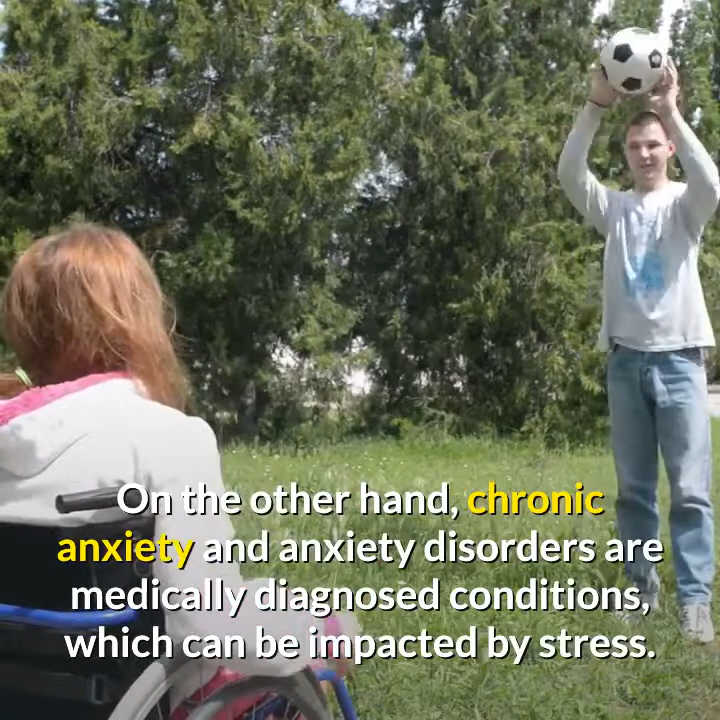 On the other hand, chronic
anxiety and anxiety disorders are
medically diagnosed conditions,
which can be impacted by stress.